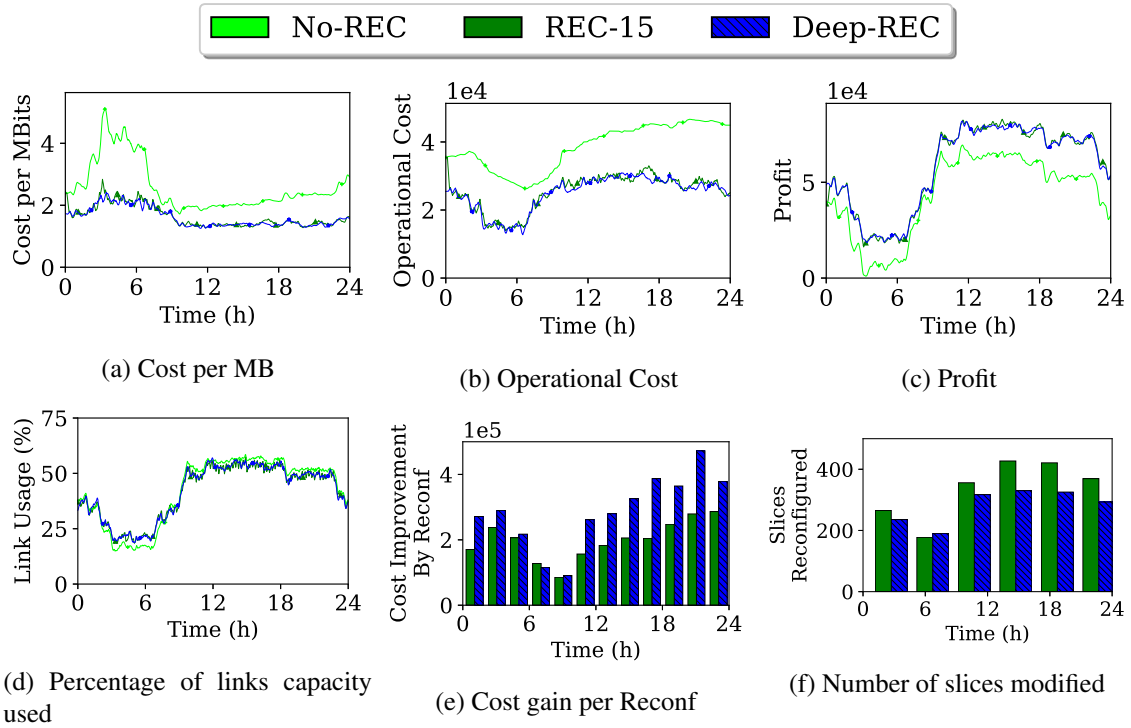 No-REC REC-15 Deep-REC
Cost per MBits
0
2
4
0 6 12 18 24
Time (h)
(a) Cost per MB
1e4
Operational Cost
0
2
4
0 6 12 18 24
Time (h)
(b) Operational Cost
1e4
Profit
0
5
0 6 12 18 24
Time (h)
(c) Profit
Link Usage (%)
0
25
50
75
0 6 12 18 24
Time (h)
(d) Percentage of links capacity
used
1e5
Cost Improvement
By Reconf
0
2
4
0 6 12 18 24
Time (h)
(e) Cost gain per Reconf
Slices
Reconfigured
0
200
400
0 6 12 18 24
Time (h)
(f) Number of slices modified